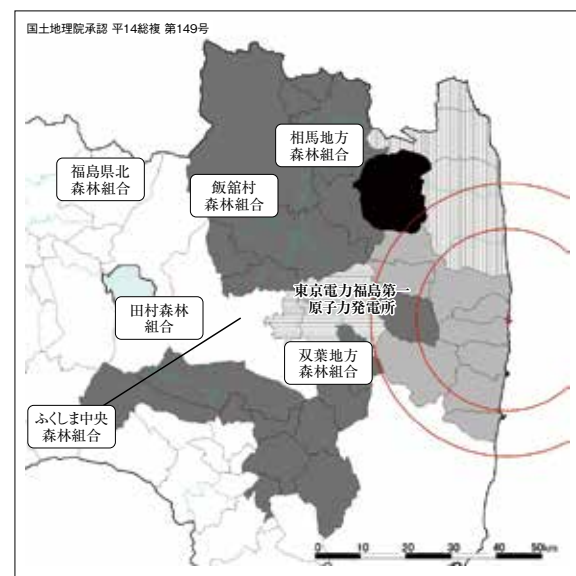 国土地理院承認 平14総複 第149号
相馬地方
森林組合
福島県北
森林組合
飯舘村
森林組合
東京電力福島第一
原子力発電所
田村森林
組合
双葉地方
森林組合
ふくしま中央
森林組合
0 10 20 30 40 50km